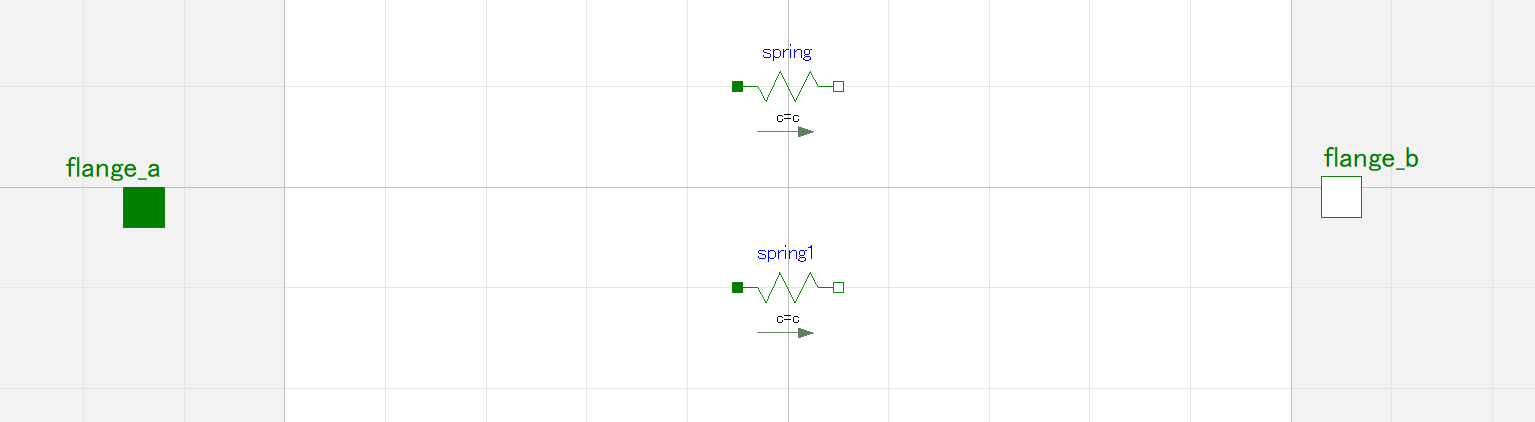 spring
c=c
flange_a
flange_b
spring1
c=c